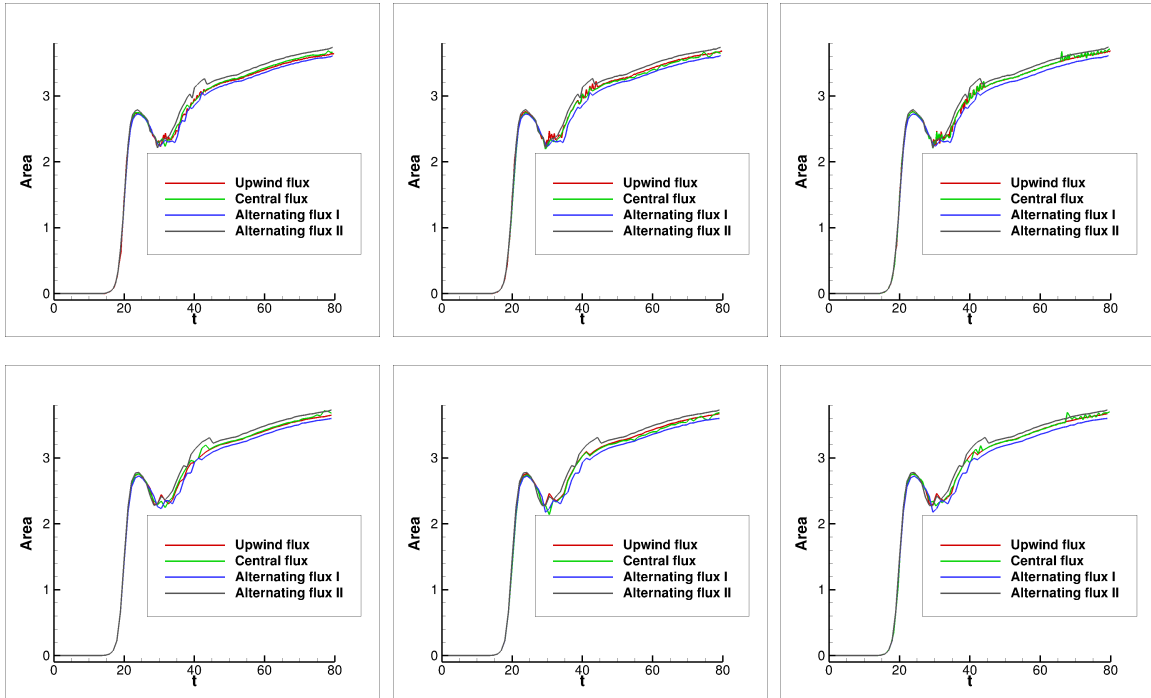 3
2
1
0
0 20 40 60 80
Area
t
Upwind flux
Central flux
Alternating flux I
Alternating flux II
3
2
1
0
0 20 40 60 80
Area
t
Upwind flux
Central flux
Alternating flux I
Alternating flux II
3
2
1
0
0 20 40 60 80
Area
t
Upwind flux
Central flux
Alternating flux I
Alternating flux II
3
2
1
0
0 20 40 60 80
Area
t
Upwind flux
Central flux
Alternating flux I
Alternating flux II
3
2
1
0
0 20 40 60 80
Area
t
Upwind flux
Central flux
Alternating flux I
Alternating flux II
3
2
1
0
0 20 40 60 80
Area
t
Upwind flux
Central flux
Alternating flux I
Alternating flux II